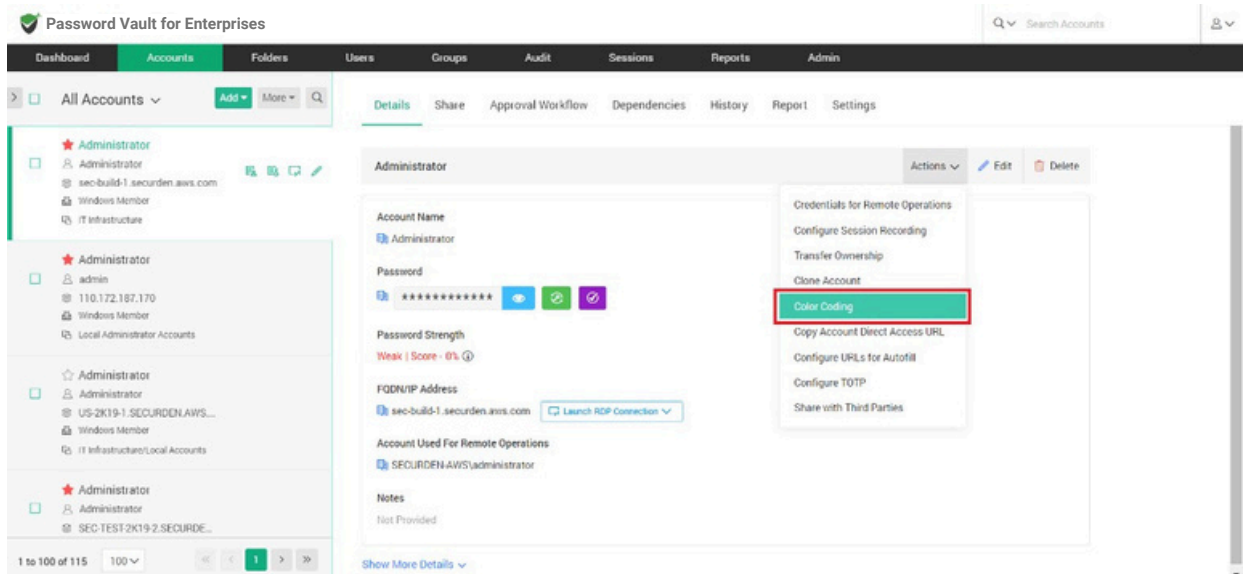 Password Vault for Enterprises
Search Accounts
Dashboard Accounts Folders Users Groups Audit Sessions Reports Admin
All Accounts Add More
Details Share Approval Workflow Dependencies History Report Settings
Administrator
Administrator
sec-build-1.securden.aws.com
Windows Member
IT Infrastructure
Administrator
admin
110.172.187.170
Windows Member
Local Administrator Accounts
Administrator
Administrator
US-2K19-1.SECURDEN.AWS....
Windows Member
IT Infrastructure/Local Accounts
Administrator
Administrator
SEC-TEST-2K19-2.SECURDE...
1 to 100 of 115 100 1
Administrator Actions Edit Delete
Account Name
Administrator
Password
************
Password Strength
Weak | Score - 0%
FQDN/IP Address
sec-build-1.securden.aws.com Launch RDP Connection
Account Used For Remote Operations
SECURDEN-AWS\administrator
Notes
Not Provided
Show More Details
Credentials for Remote Operations
Configure Session Recording
Transfer Ownership
Clone Account
Color Coding
Copy Account Direct Access URL
Configure URLs for Autofill
Configure TOTP
Share with Third Parties